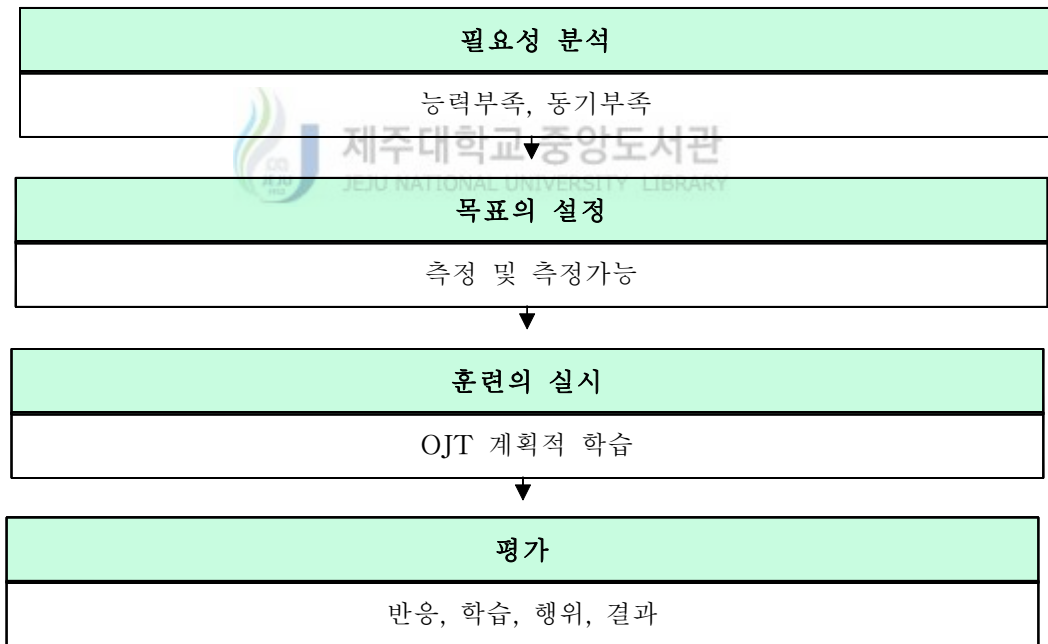 필요성 분석
능력부족, 동기부족
제주대학교 중앙도서관
JEJU NATIONAL UNIVERSITY LIBRARY
목표의 설정
측정 및 측정가능
훈련의 실시
OJT 계획적 학습
평가
반응, 학습, 행위, 결과